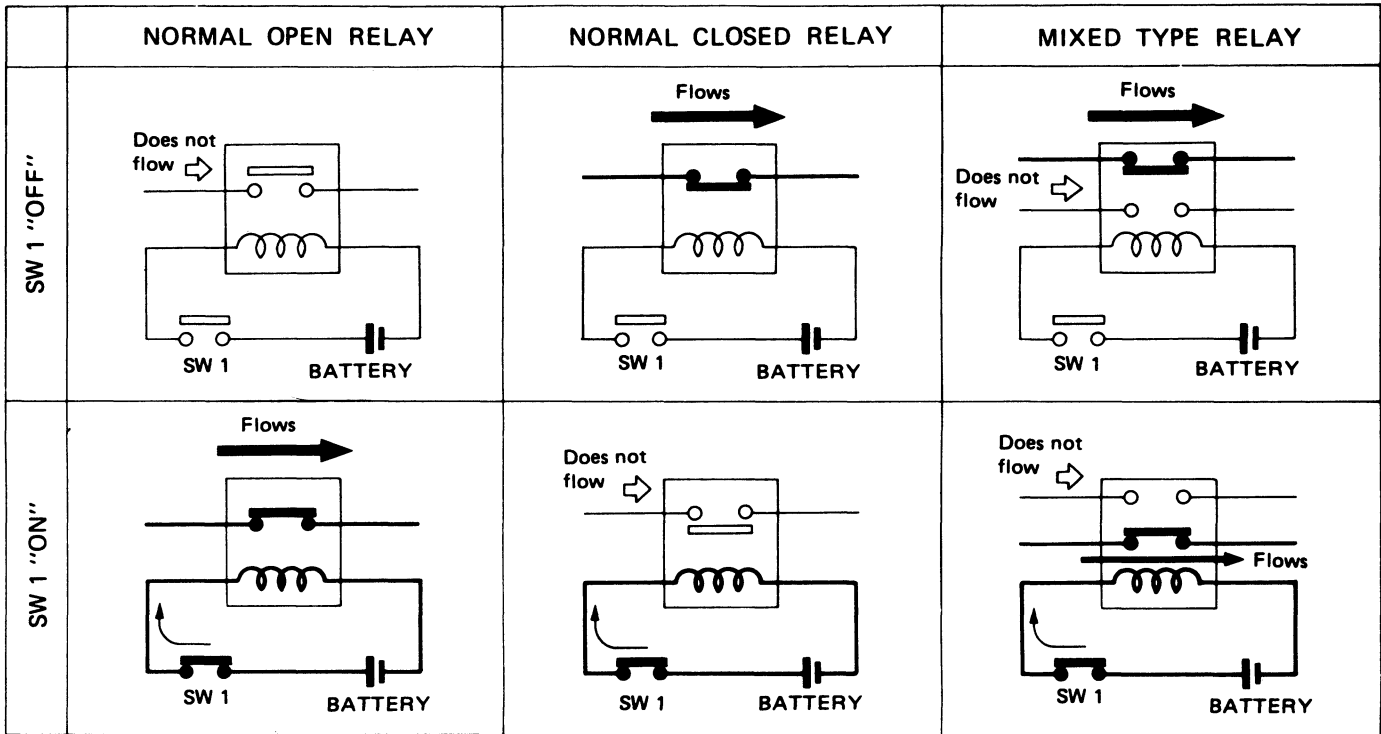 NORMAL OPEN RELAY
NORMAL CLOSED RELAY
MIXED TYPE RELAY
SW 1 "OFF"
Does not
flow
SW 1
BATTERY
Flows
SW 1
BATTERY
Flows
Does not
flow
SW 1
BATTERY
SW 1 "ON"
Flows
SW 1
BATTERY
Does not
flow
SW 1
BATTERY
Does not
flow
Flows
SW 1
BATTERY